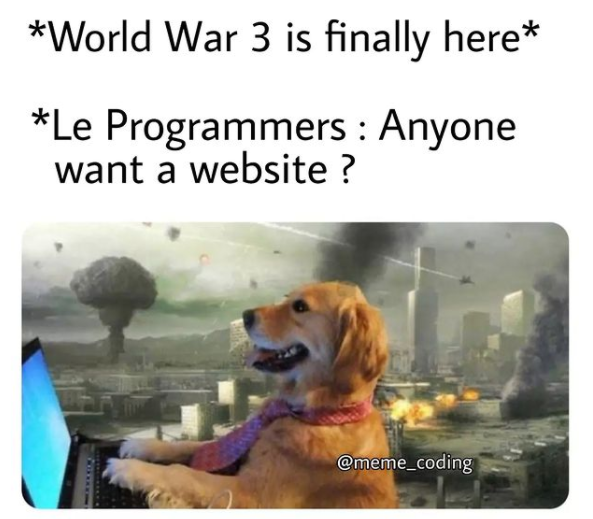 *World War 3 is finally here*
*Le Programmers : Anyone
want a website ?
@meme_coding